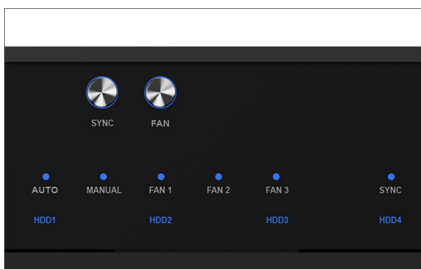 SYNC FAN
AUTO MANUAL FAN 1 FAN 2 FAN 3 SYNC
HDD1 HDD2 HDD3 HDD4